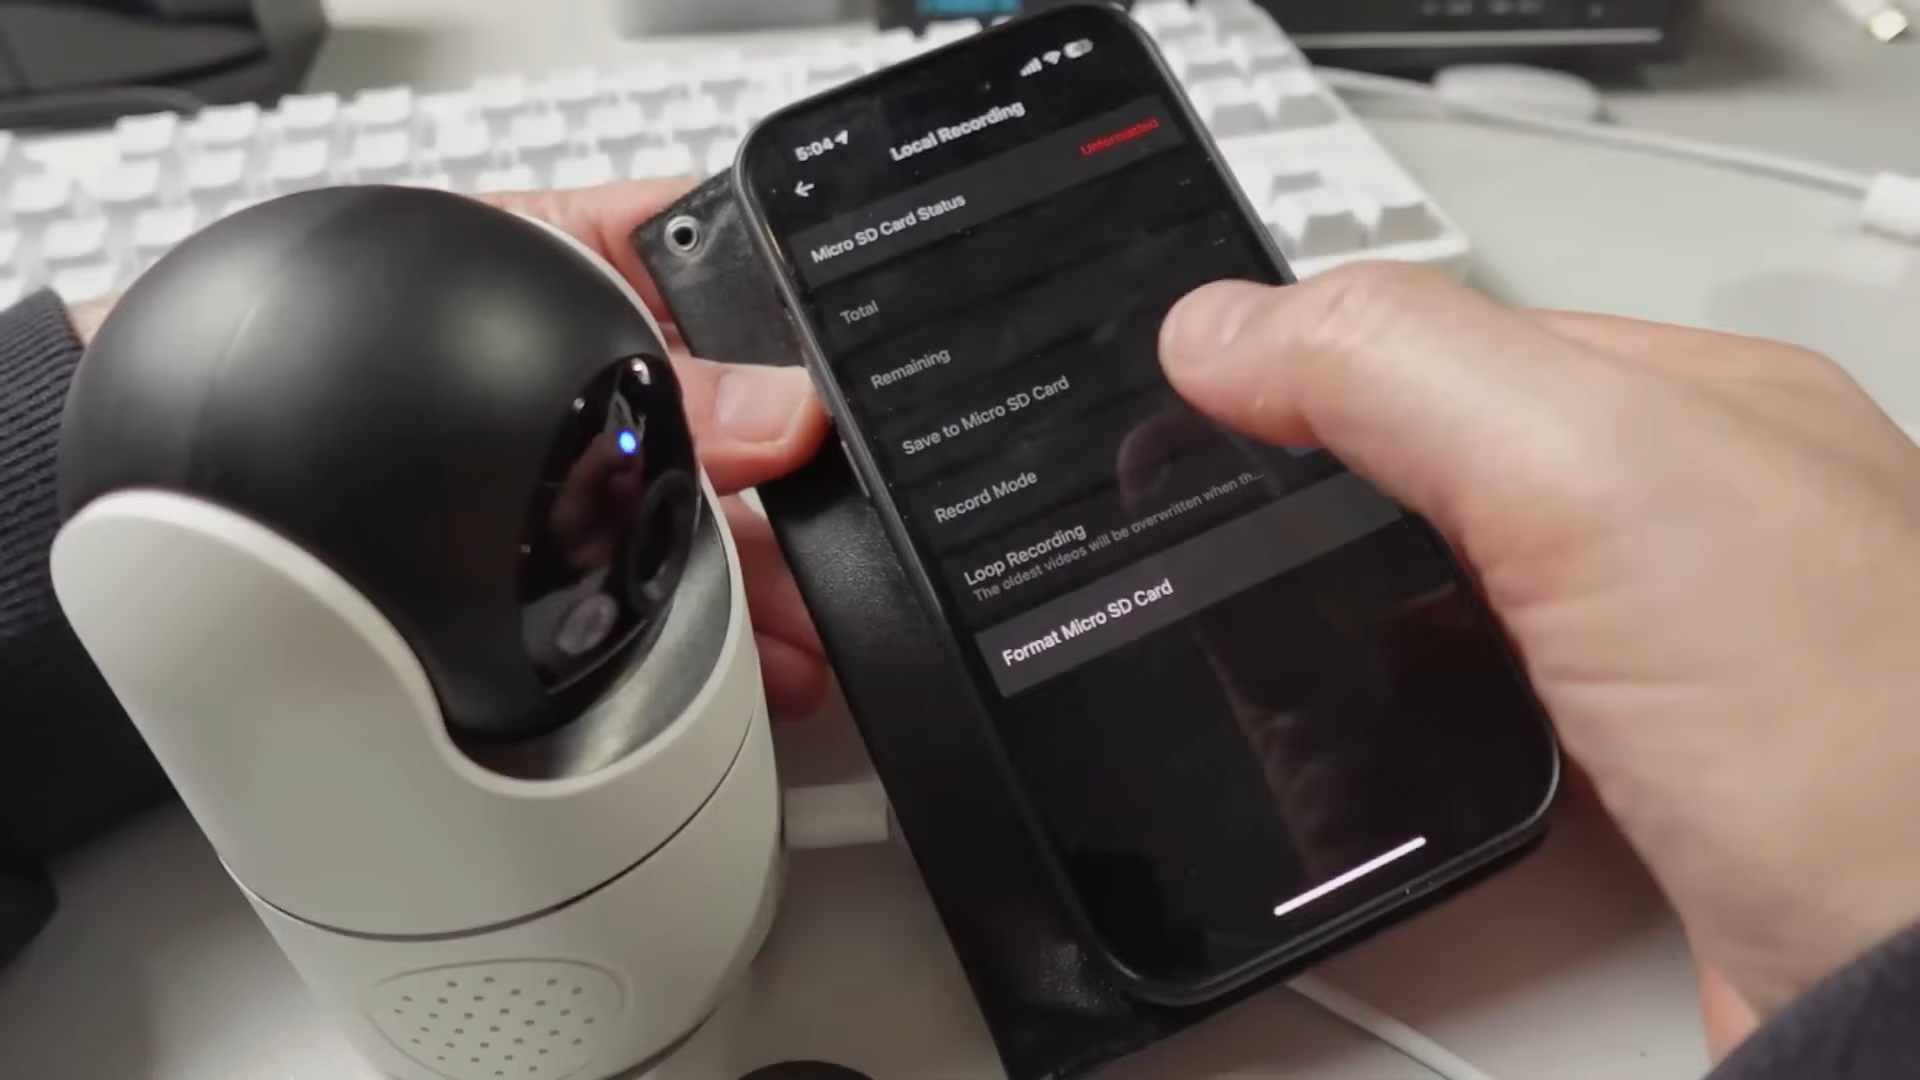 5:04
Local Recording
Micro SD Card Status Unformatted
Total --
Remaining --
Save to Micro SD Card
Record Mode
Loop Recording
The oldest videos will be overwritten when th...
Format Micro SD Card